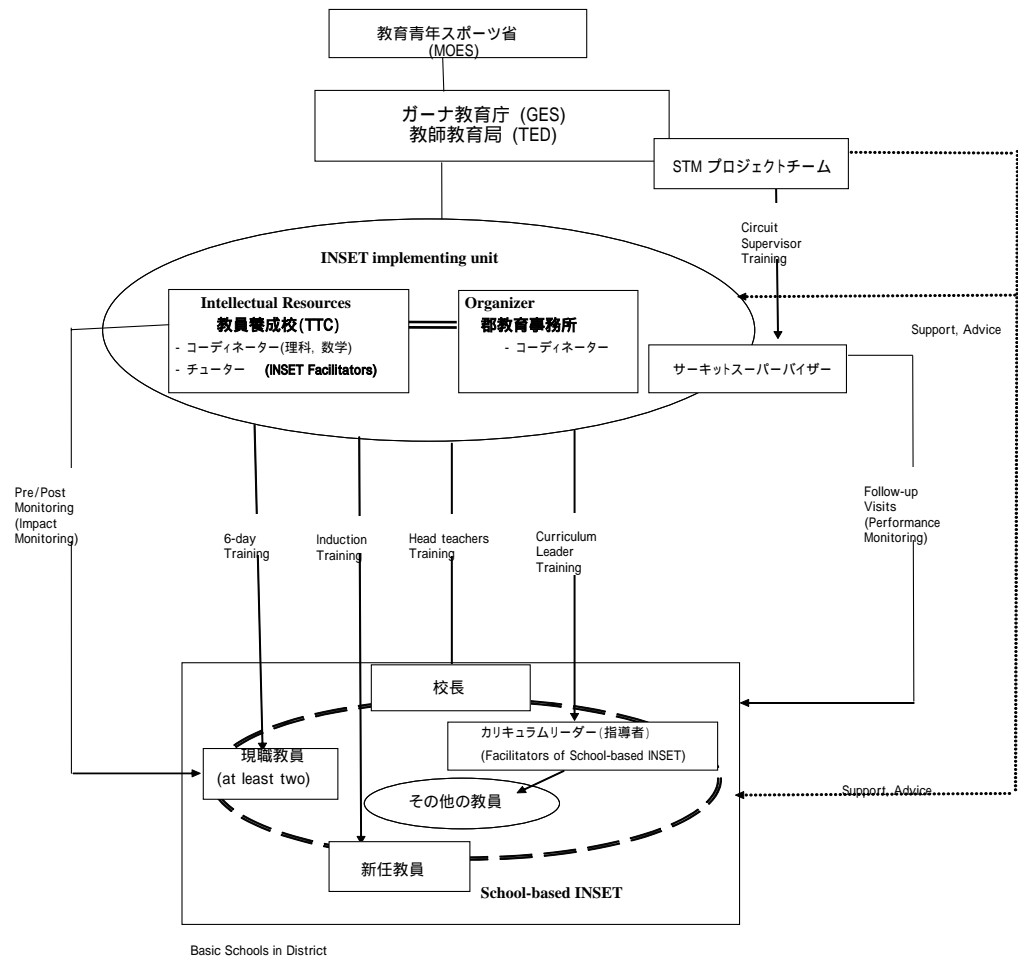 教育青年スポーツ省
(MOES)
ガーナ教育庁 (GES)
教師教育局 (TED)
STM プロジェクトチーム
Circuit
Supervisor
Training
INSET implementing unit
Intellectual Resources
教員養成校(TTC)
- コーディネーター(理科, 数学)
- チューター (INSET Facilitators)
Organizer
郡教育事務所
- コーディネーター
Support, Advice
サーキットスーパーバイザー
Pre/Post
Monitoring
(Impact
Monitoring)
6-day
Training
Induction
Training
Head teachers
Training
Curriculum
Leader
Training
Follow-up
Visits
(Performance
Monitoring)
校長
カリキュラムリーダー(指導者)
(Facilitators of School-based INSET)
現職教員
(at least two)
その他の教員
Support, Advice
新任教員
School-based INSET
Basic Schools in District